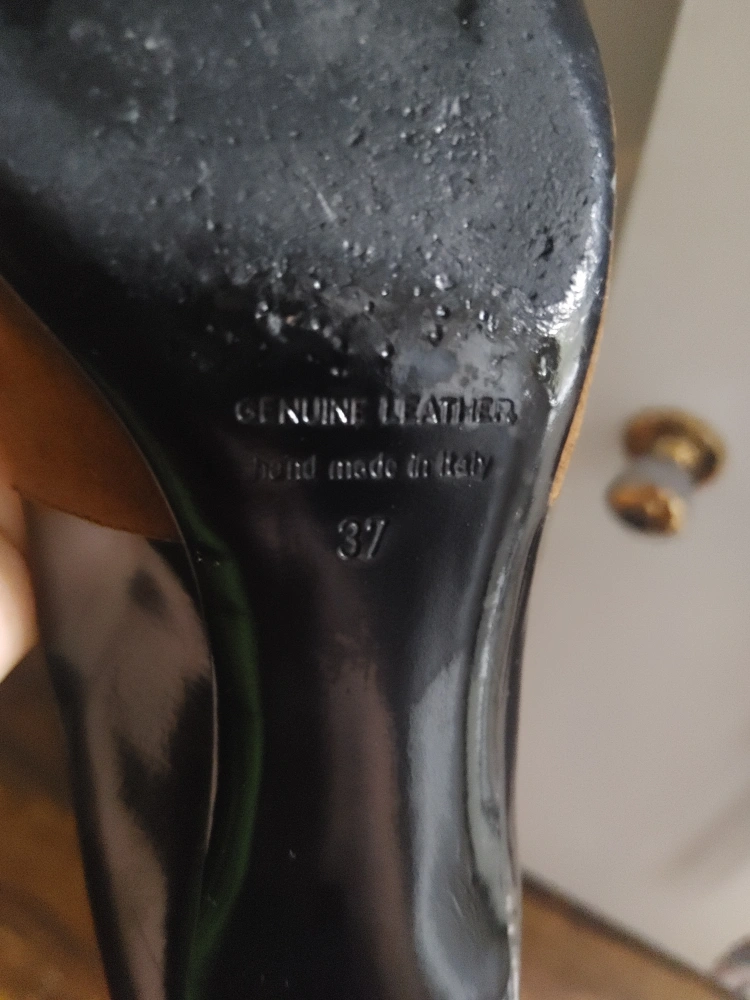 GENUINE LEATHER
hand made in Italy
37